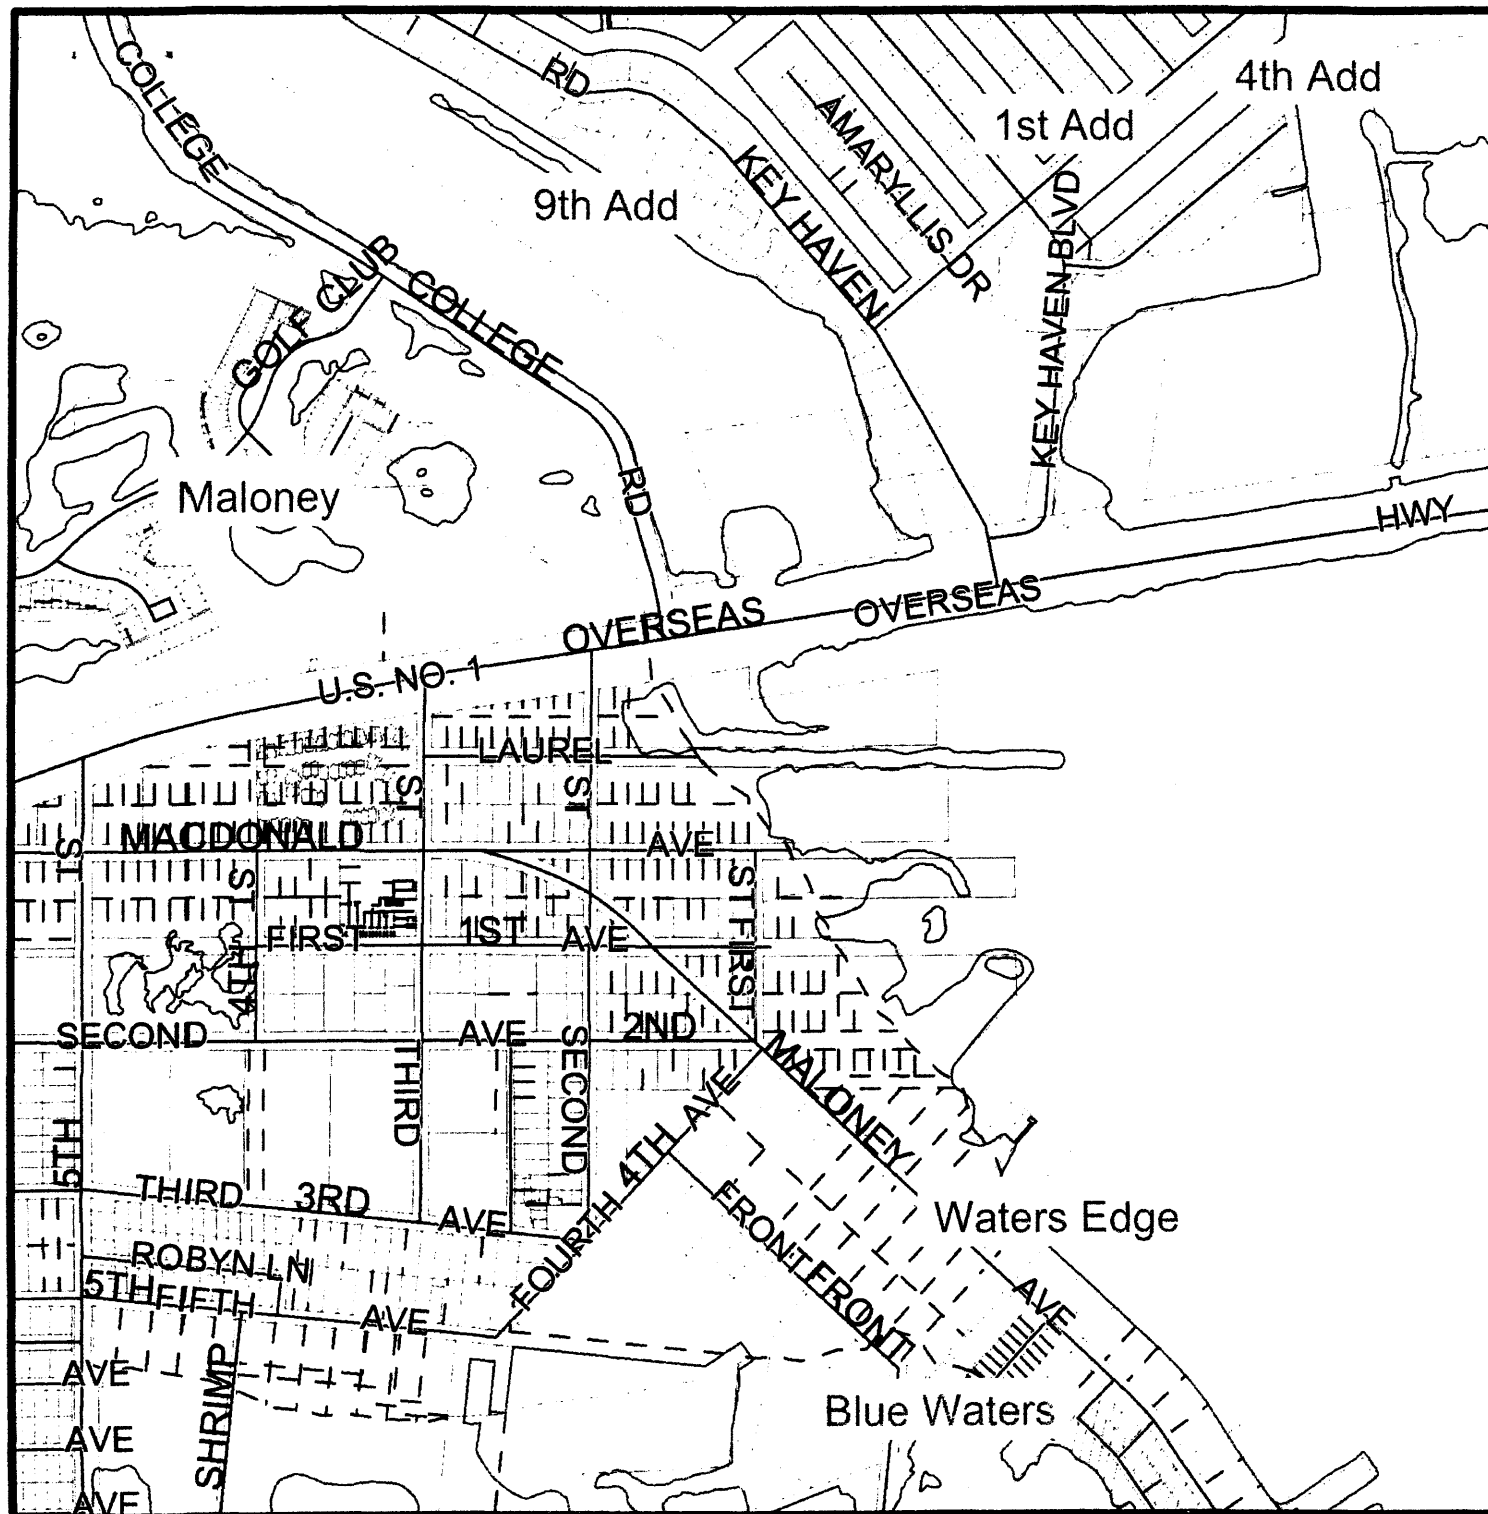 COLLEGE
RD
4th Add
1st Add
AMARYLLIS DR
KEY HAVEN
9th Add
KEY HAVEN BLVD
GOLF CLUB
COLLEGE
RD
Maloney
HWY
OVERSEAS
OVERSEAS
U.S. NO. 1
LAUREL
ST
ST
MACDONALD
AVE
ST
ST
ST
FIRST
FIRST
1ST
AVE
4TH
SECOND
AVE
2ND
THIRD
SECOND
MALONEY
5TH
FOURTH 4TH AVE
THIRD
3RD
AVE
FRONT
FRONT
Waters Edge
ROBYN LN
5TH
FIFTH
AVE
AVE
SHRIMP
AVE
Blue Waters
AVE
AVE